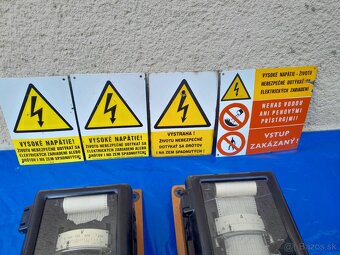 VYSOKÉ NAPÄTIE!
ŽIVOTU NEBEZPEČNÉ DOTÝKAŤ SA
ELEKTRICKÝCH ZARIADENÍ ALEBO
DRÔTOV I NA ZEM SPADNUTÝCH
VYSOKÉ NAPÄTIE!
ŽIVOTU NEBEZPEČNÉ DOTÝKAŤ SA
ELEKTRICKÝCH ZARIADENÍ ALEBO
DRÔTOV I NA ZEM SPADNUTÝCH
VÝSTRAHA!
ŽIVOTU NEBEZPEČNÉ
DOTÝKAŤ SA DRÔTOV
I NA ZEM SPADNUTÝCH!
VYSOKÉ NAPÄTIE - ŽIVOTU
NEBEZPEČNÉ DOTÝKAŤ SA
ELEKTRICKÝCH ZARIADENÍ
NEHAS VODOU
ANI PENOVÝMI
PRÍSTROJMI!
VSTUP
ZAKÁZANÝ!
bazos.sk